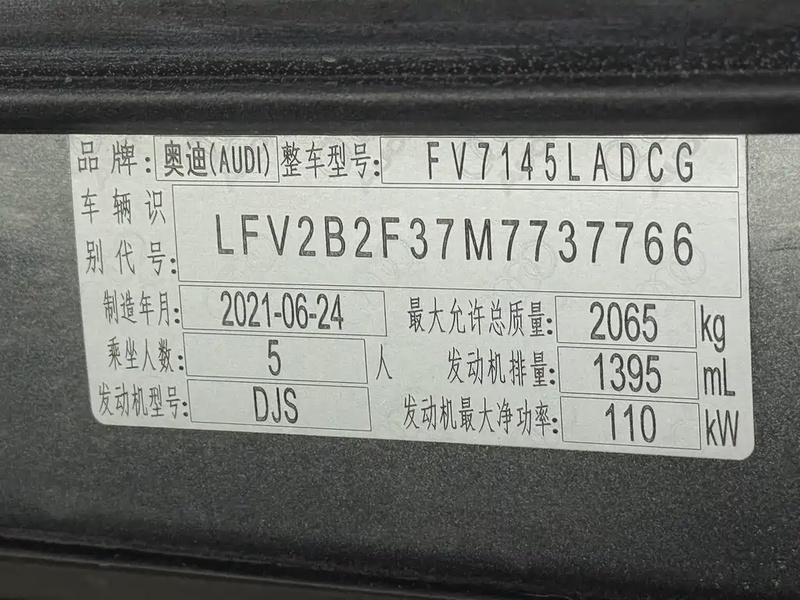 品牌: 奥迪(AUDI) 整车型号: FV7145LADCG
车辆识别代号: LFV2B2F37M7737766
制造年月: 2021-06-24 最大允许总质量: 2065 kg
乘坐人数: 5 人 发动机排量: 1395 mL
发动机型号: DJS 发动机最大净功率: 110 kW